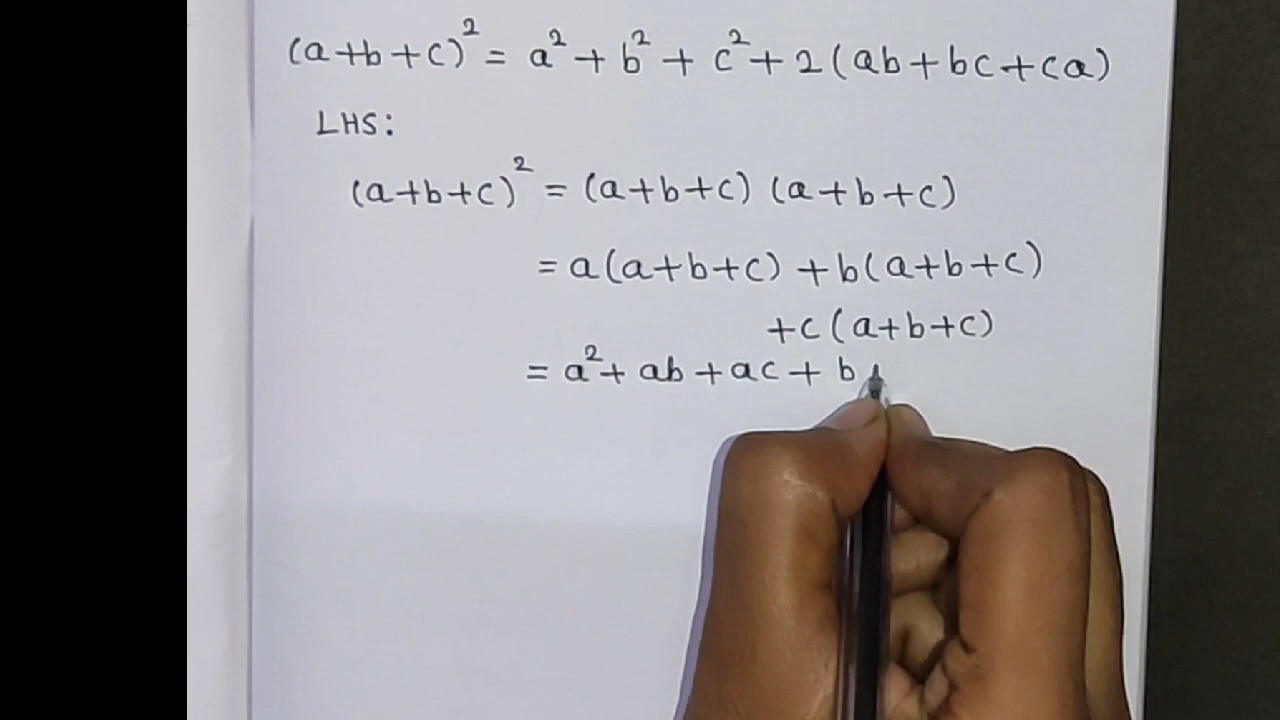 (a+b+c)² = a² + b² + c² + 2(ab+bc+ca)
LHS:
(a+b+c)² = (a+b+c) (a+b+c)
= a(a+b+c) + b(a+b+c)
+c(a+b+c)
= a² + ab + ac + b